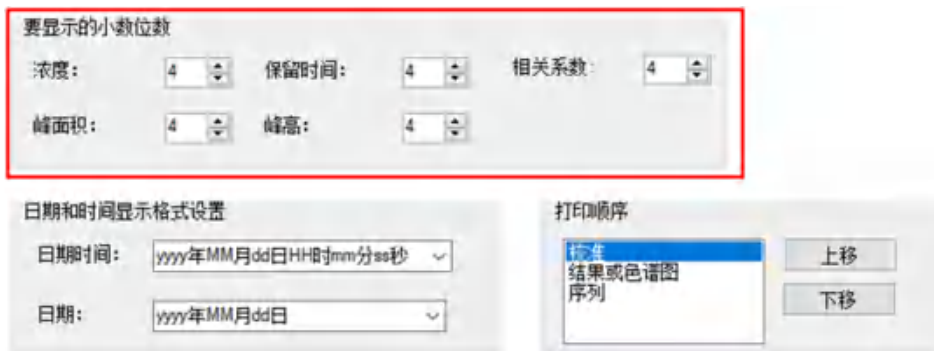 要显示的小数位数
浓度： 4 保留时间： 4 相关系数： 4
峰面积： 4 峰高： 4
日期和时间显示格式设置
日期时间： yyyy年MM月dd日HH时mm分ss秒
日期： yyyy年MM月dd日
打印顺序
标准
结果或色谱图
序列
上移
下移